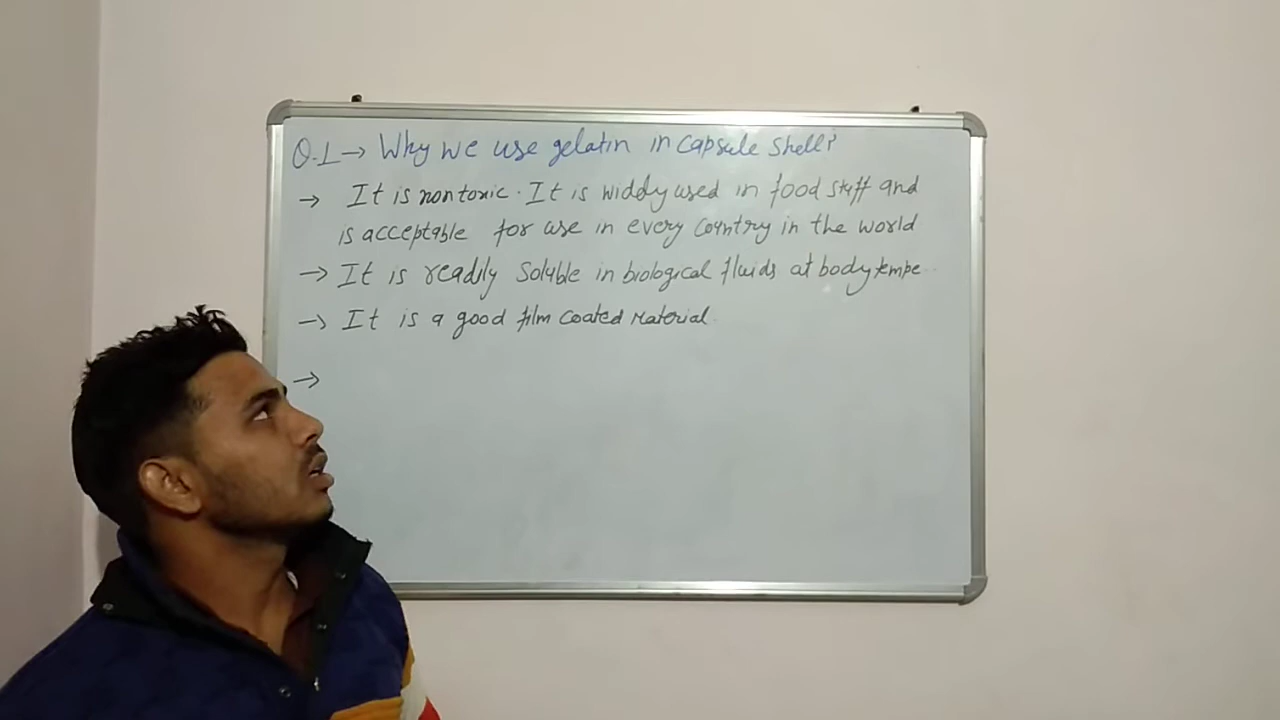 Q.1 → Why we use gelatin in capsule shell?
→ It is nontoxic. It is widdly used in food stuff and
is acceptable for use in every country in the world
→ It is readily soluble in biological fluids at body tempe..
→ It is a good film coated material.
→